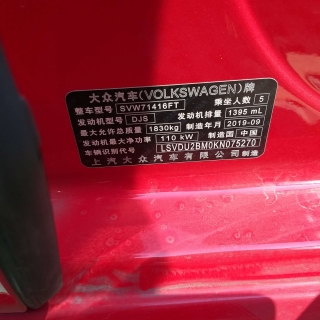 大众汽车(VOLKSWAGEN)牌
整车型号 SVW71416FT 乘坐人数 5
发动机型号 DJS 发动机排量 1395 mL
最大允许总质量 1830kg 制造年月 2019-09
发动机最大净功率 110 kW 制造国 中国
车辆识别代号 LSVDU2BM0KN075270
上汽大众汽车有限公司制造